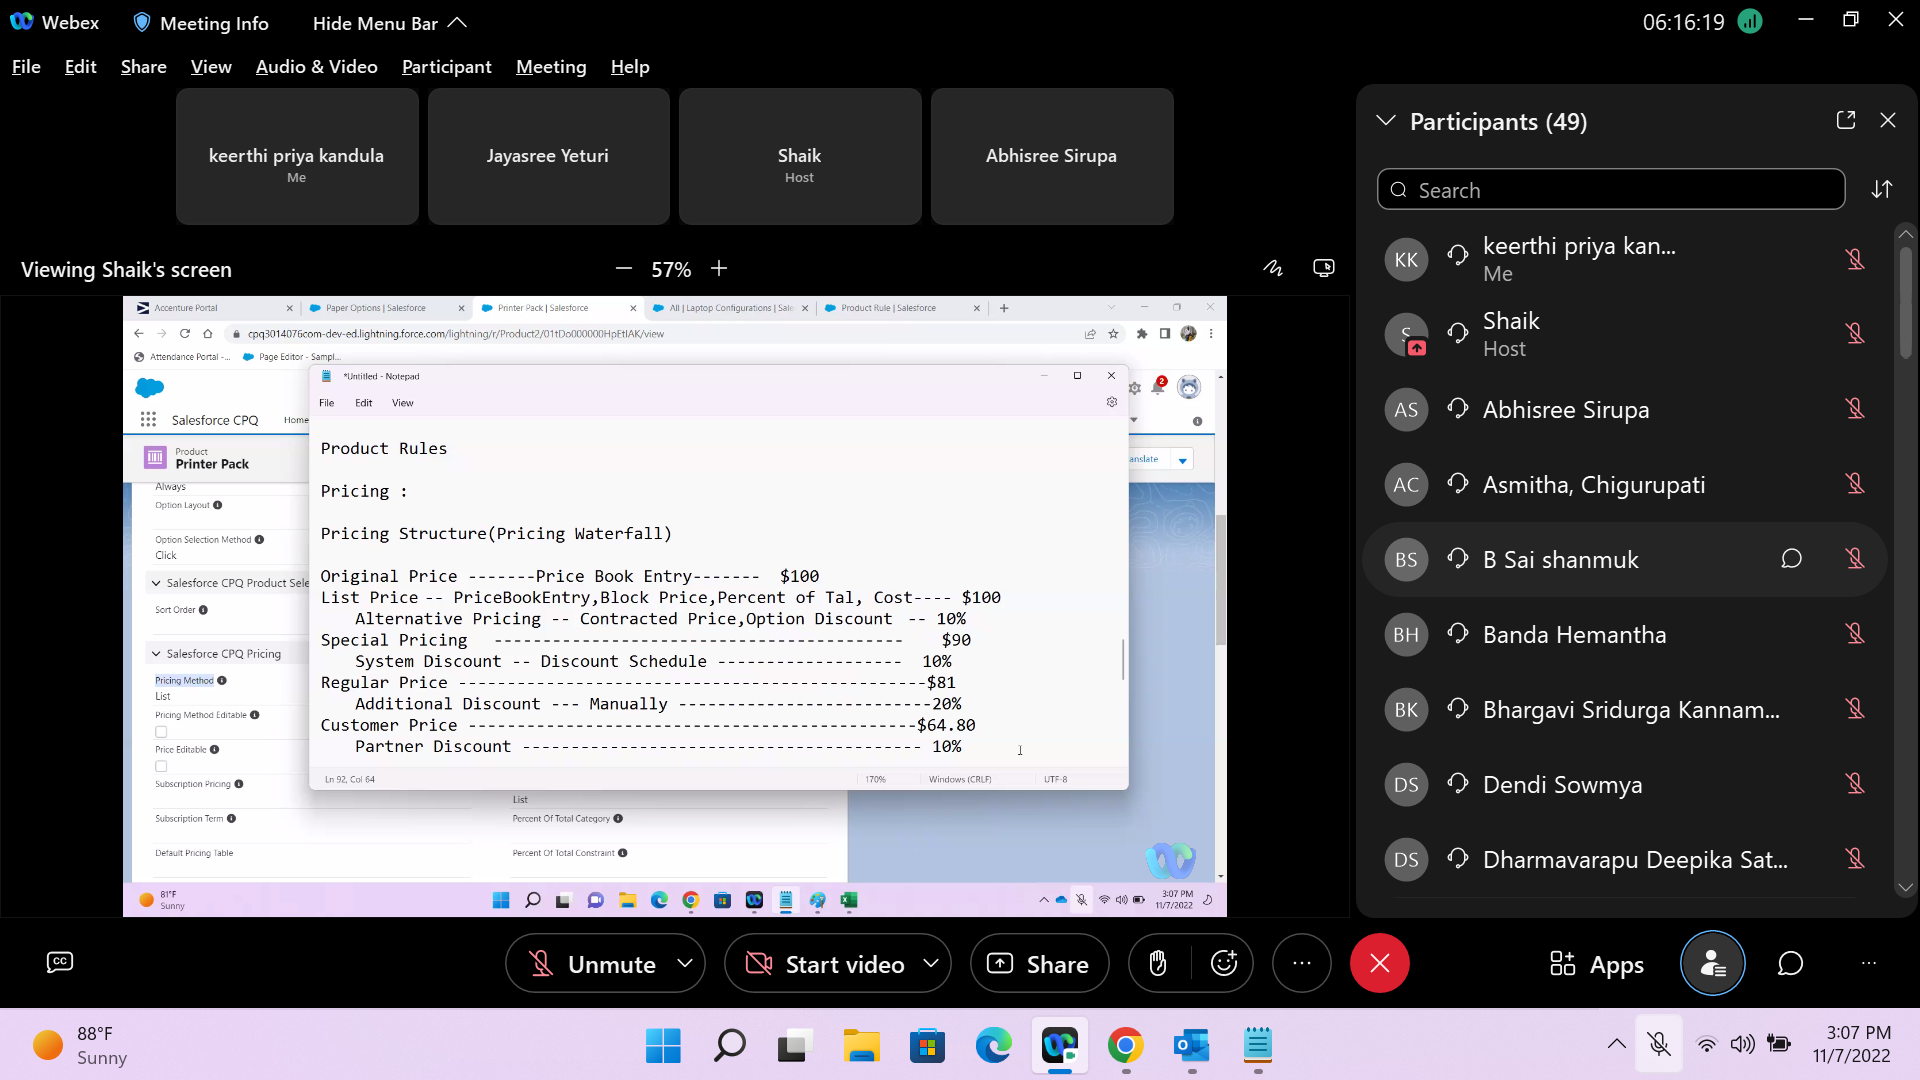 Webex
Meeting Info
Hide Menu Bar
06:16:19
File Edit Share View Audio & Video Participant Meeting Help
keerthi priya kandula
Me
Jayasree Yeturi
Shaik
Host
Abhisree Sirupa
Viewing Shaik's screen
57%
Accenture Portal
Paper Options | Salesforce
Printer Pack | Salesforce
All | Laptop Configurations | Sale
Product Rule | Salesforce
cpq3014076com-dev-ed.lightning.force.com/lightning/r/Product2/01tDo000000HpEtIAK/view
Attendance Portal -...
Page Editor - Sampl...
Salesforce CPQ
Home
2
Product
Printer Pack
anslate
Always
Option Layout
Option Selection Method
Click
Salesforce CPQ Product Sele
Sort Order
Salesforce CPQ Pricing
Pricing Method
List
Pricing Method Editable
Price Editable
Subscription Pricing
Subscription Term
Default Pricing Table
List
Percent Of Total Category
Percent Of Total Constraint
*Untitled - Notepad
File Edit View
Product Rules
Pricing :
Pricing Structure(Pricing Waterfall)
Original Price -------Price Book Entry------- $100
List Price -- PriceBookEntry,Block Price,Percent of Tal, Cost---- $100
Alternative Pricing -- Contracted Price,Option Discount -- 10%
Special Pricing ------------------------------------------ $90
System Discount -- Discount Schedule ------------------- 10%
Regular Price ------------------------------------------------$81
Additional Discount --- Manually --------------------------20%
Customer Price ----------------------------------------------$64.80
Partner Discount ----------------------------------------- 10%
Ln 92, Col 64
170%
Windows (CRLF)
UTF-8
81°F
Sunny
3:07 PM
11/7/2022
Participants (49)
Search
KK
keerthi priya kan...
Me
S
Shaik
Host
AS
Abhisree Sirupa
AC
Asmitha, Chigurupati
BS
B Sai shanmuk
BH
Banda Hemantha
BK
Bhargavi Sridurga Kannam...
DS
Dendi Sowmya
DS
Dharmavarapu Deepika Sat...
CC
Unmute
Start video
Share
Apps
88°F
Sunny
3:07 PM
11/7/2022